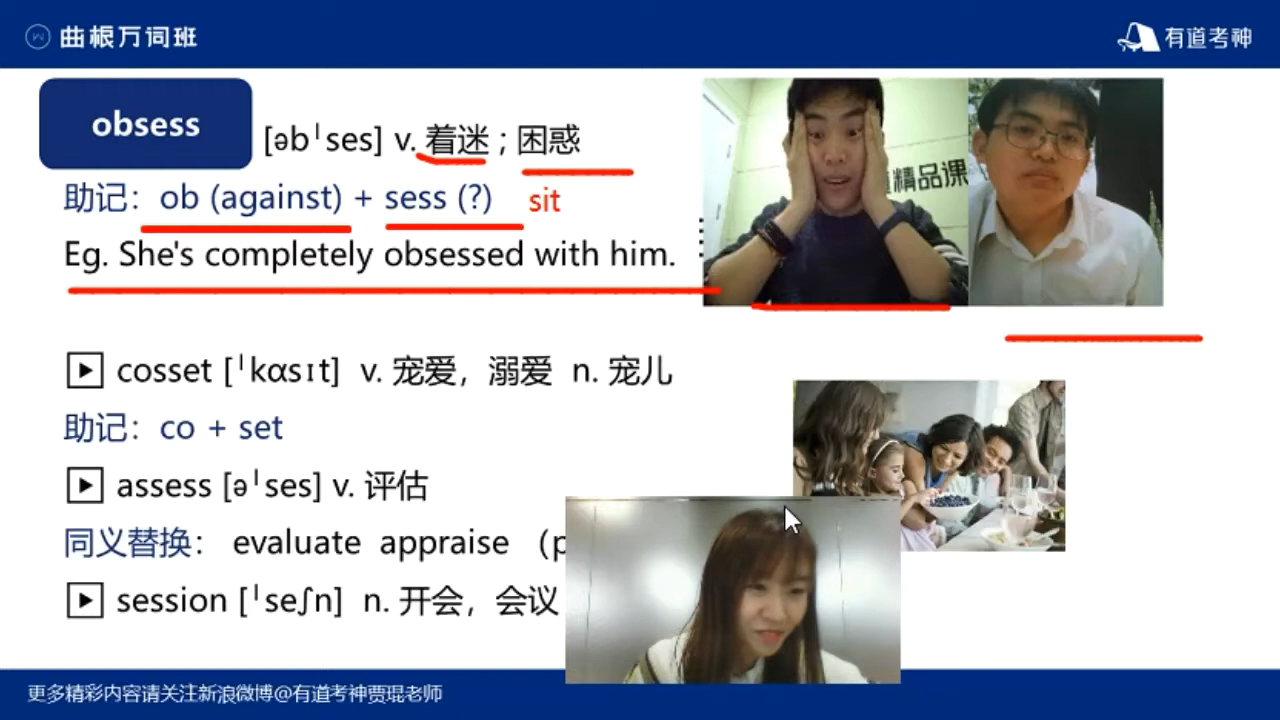 曲根万词班
有道考神
obsess
[əbˈses] v. 着迷 ; 困惑
助记：ob (against) + sess (?) sit
Eg. She's completely obsessed with him.
精品课
cosset [ˈkɑsɪt] v. 宠爱，溺爱 n. 宠儿
助记：co + set
assess [əˈses] v. 评估
同义替换： evaluate appraise （p
session [ˈseʃn] n. 开会，会议
更多精彩内容请关注新浪微博@有道考神贾琨老师